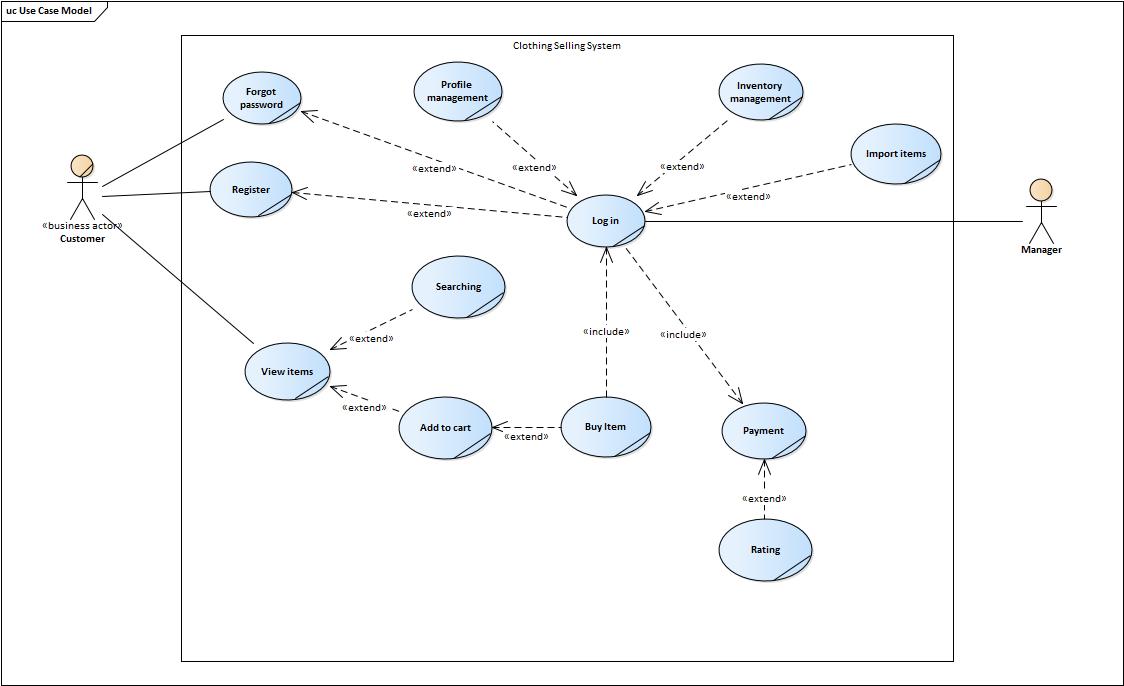 uc Use Case Model
Clothing Selling System
Forgot
password
Profile
management
Inventory
management
Import items
«extend»
«extend»
«extend»
«extend»
Register
«extend»
Log in
«business actor»
Customer
Manager
Searching
«extend»
«include»
«include»
View items
«extend»
Add to cart
«extend»
Buy Item
Payment
«extend»
Rating